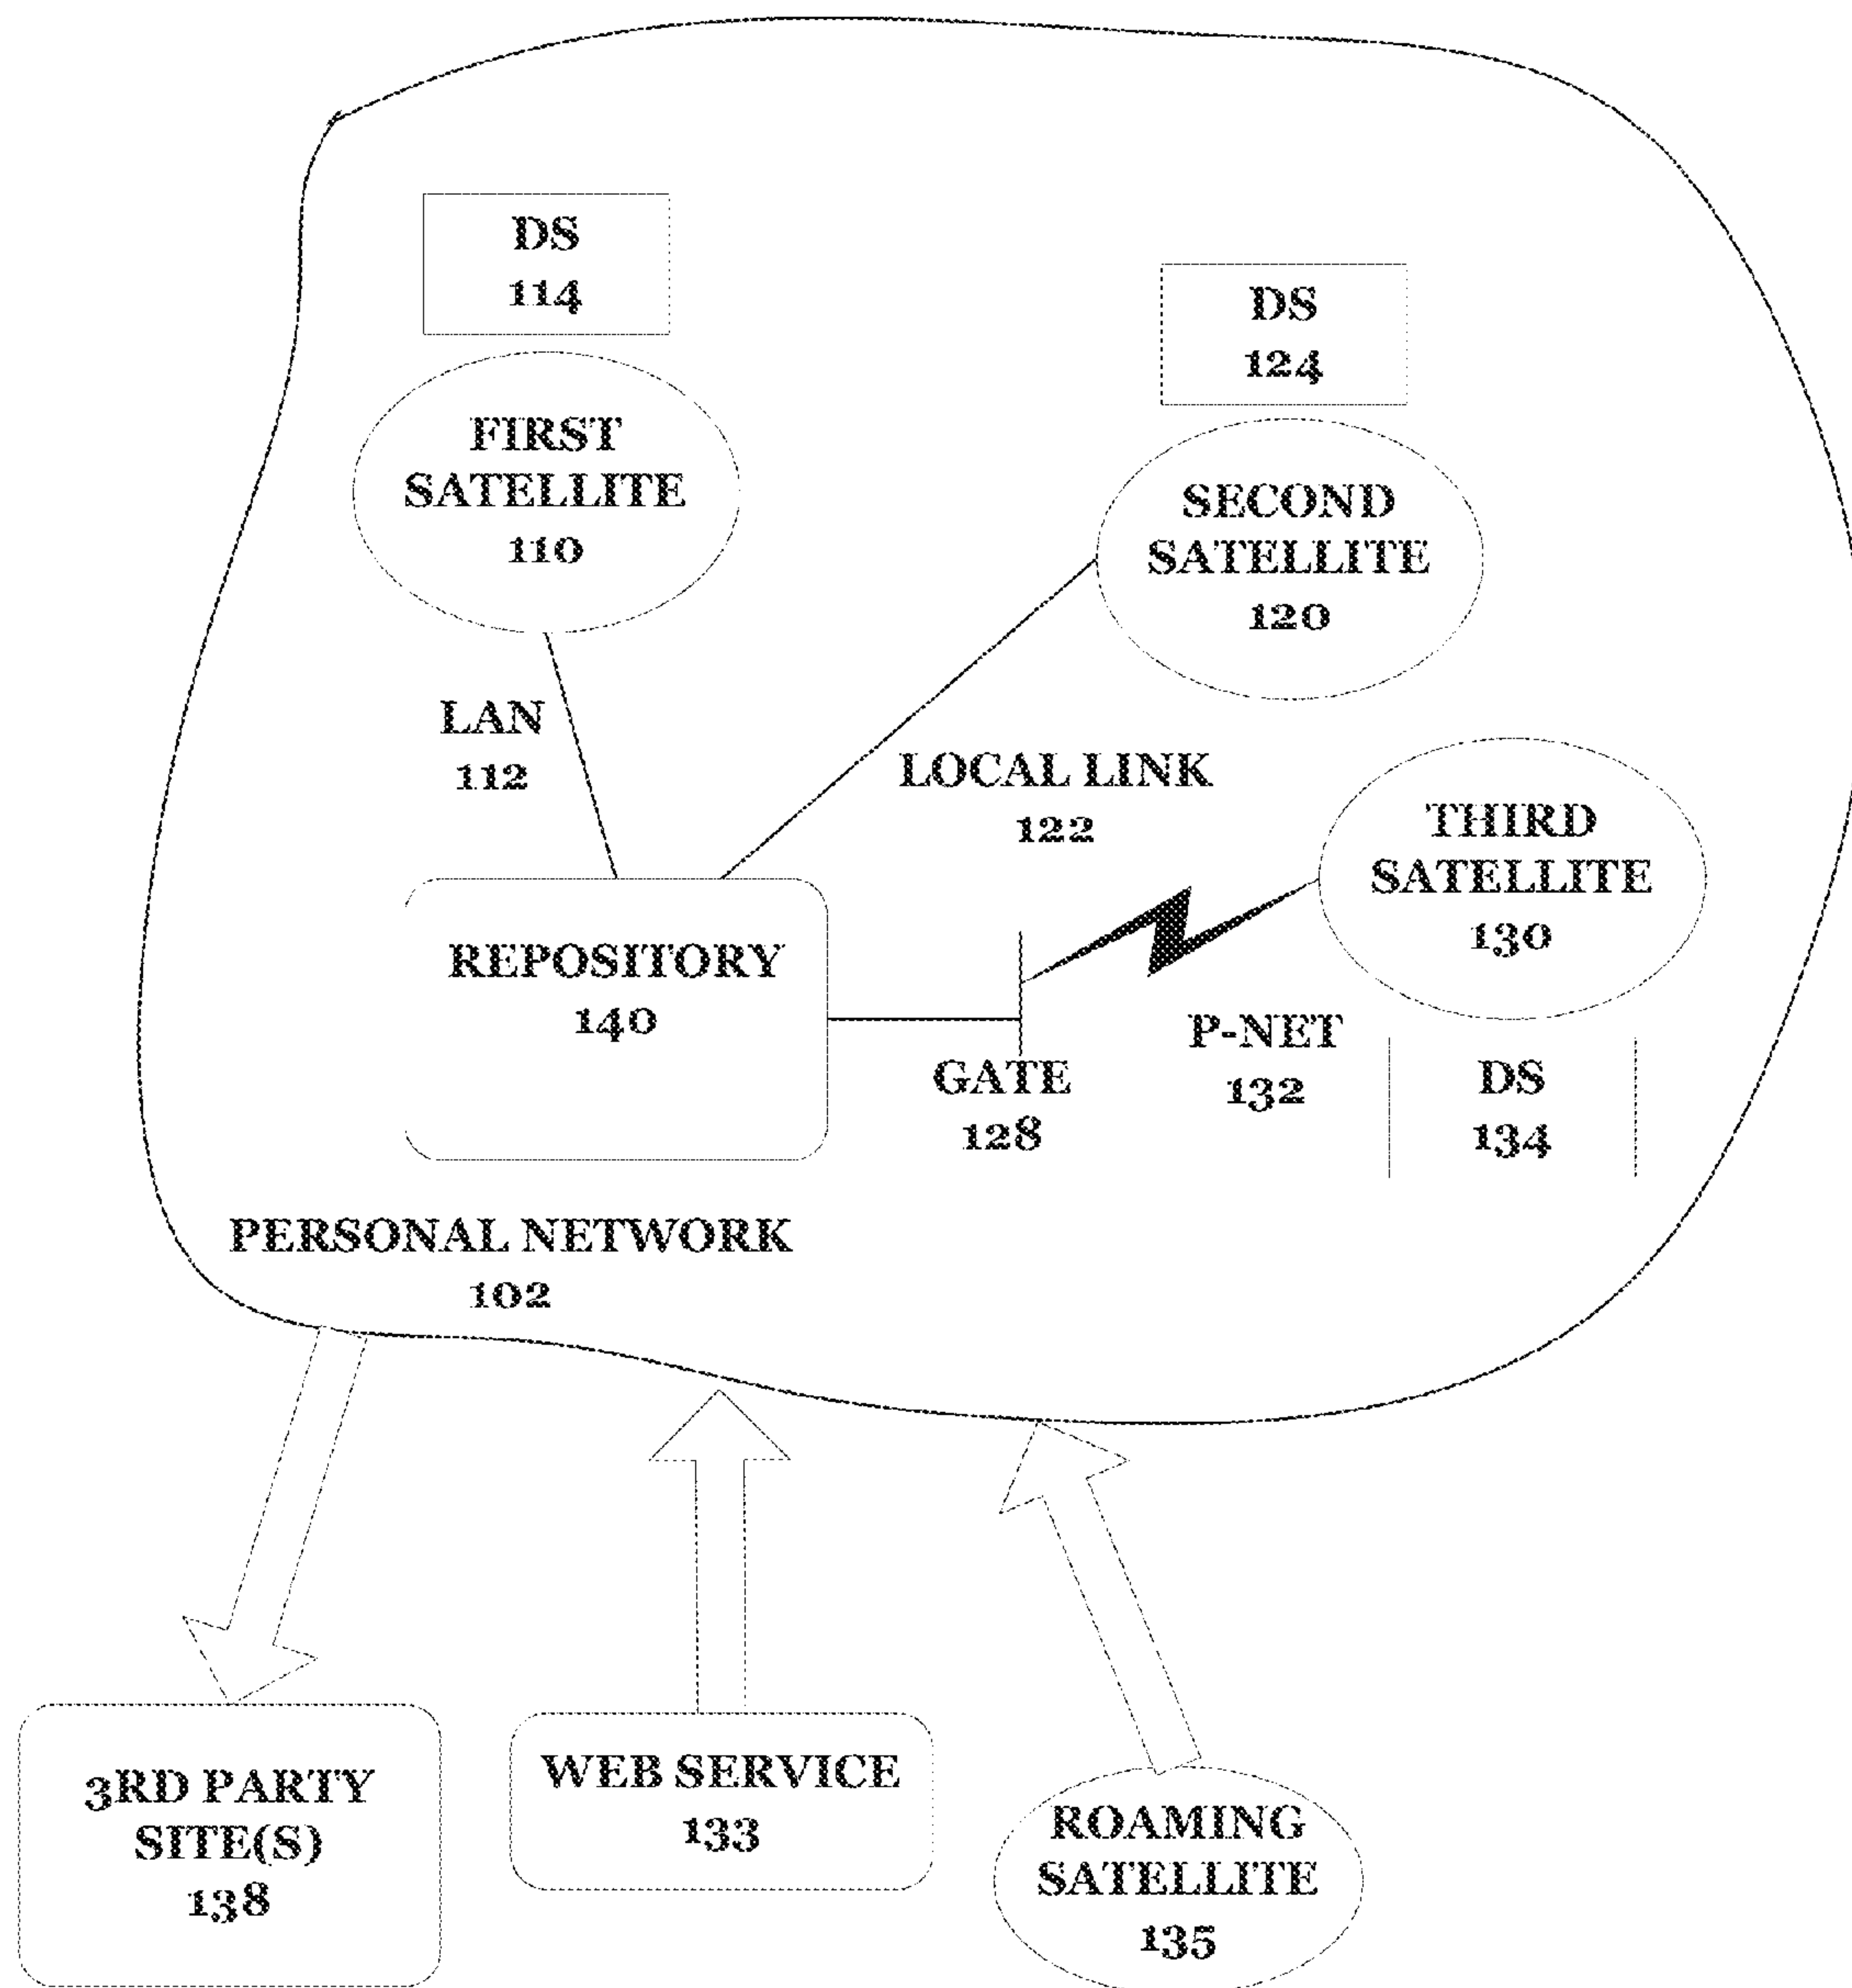 DS
114
DS
124
FIRST
SATELLITE
110
SECOND
SATELLITE
120
LAN
112
LOCAL LINK
122
THIRD
SATELLITE
130
REPOSITORY
140
P-NET
132
GATE
128
DS
134
PERSONAL NETWORK
102
3RD PARTY
SITE(S)
138
WEB SERVICE
133
ROAMING
SATELLITE
135